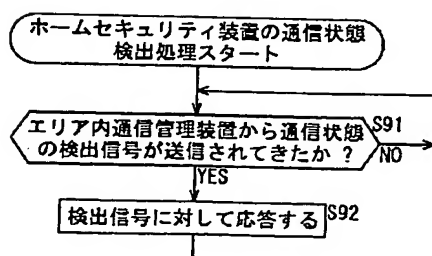 ホームセキュリティ装置の通信状態
検出処理スタート
エリア内通信管理装置から通信状態
の検出信号が送信されてきたか？
S91
NO
YES
検出信号に対して応答する
S92